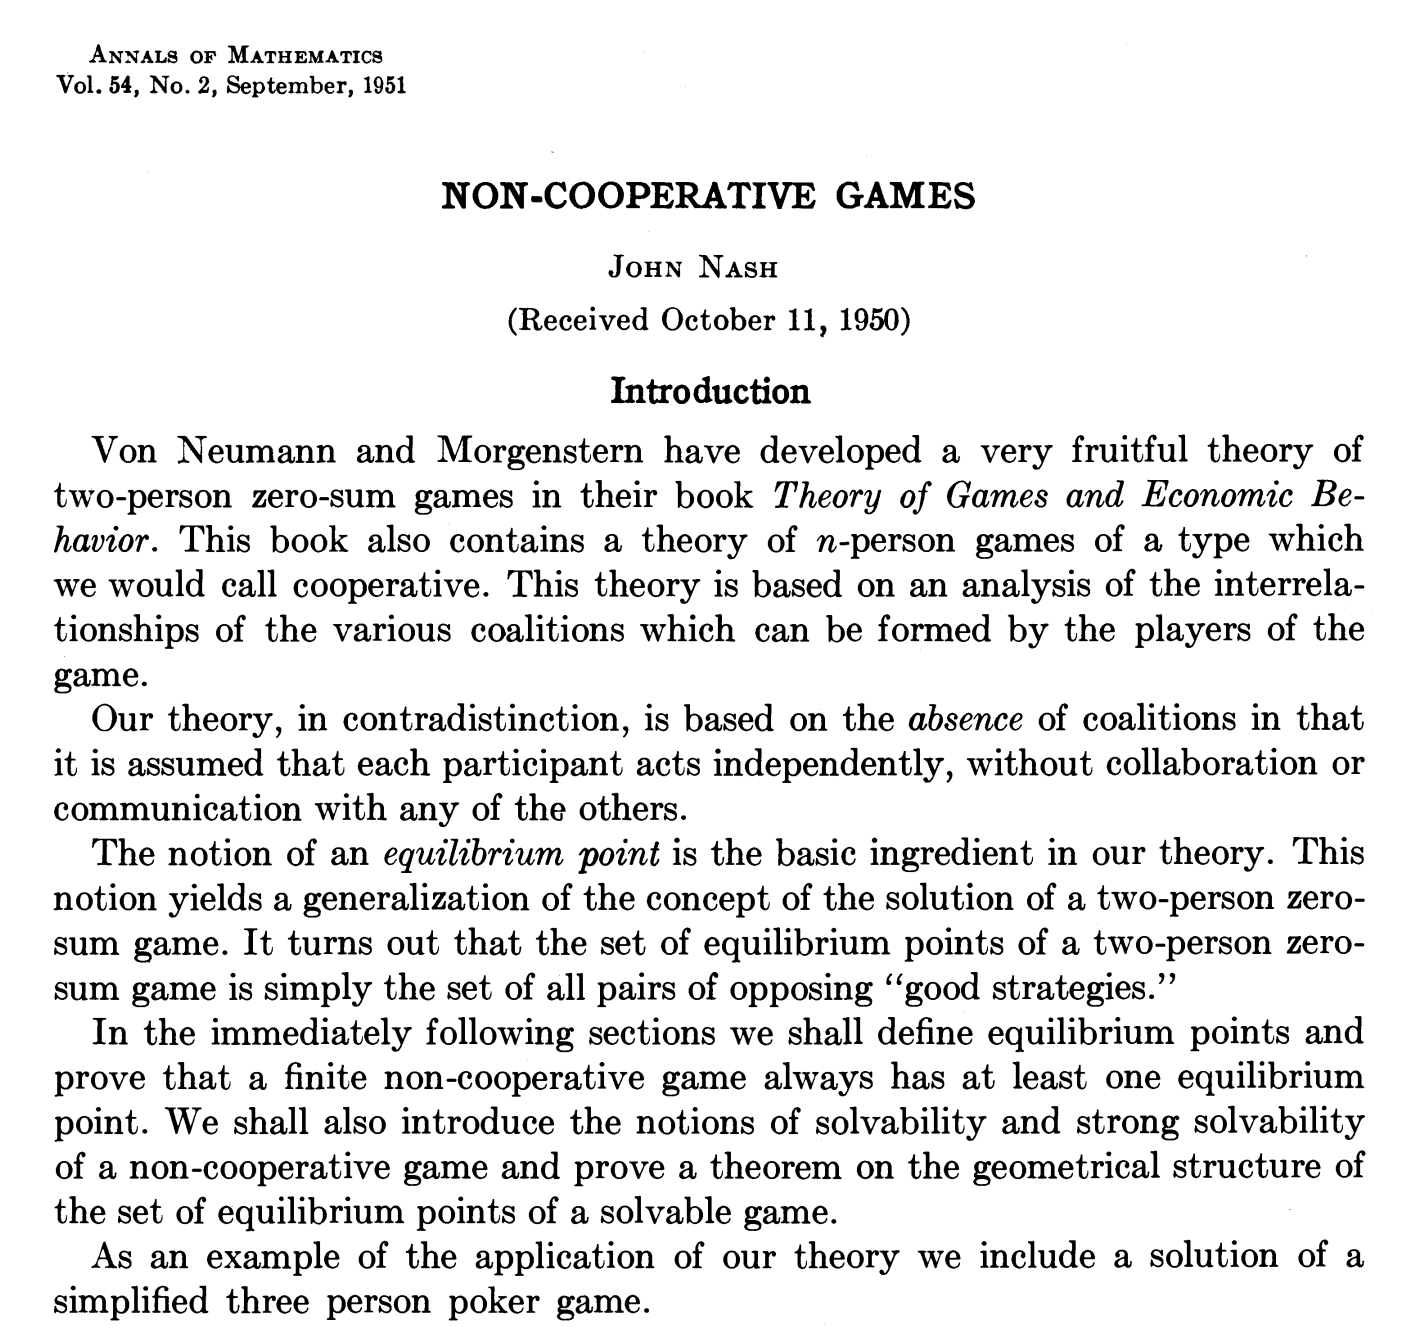 ANNALS OF MATHEMATICS
Vol. 54, No. 2, September, 1951
NON-COOPERATIVE GAMES
JOHN NASH
(Received October 11, 1950)
Introduction
Von Neumann and Morgenstern have developed a very fruitful theory of
two-person zero-sum games in their book Theory of Games and Economic Be-
havior. This book also contains a theory of n-person games of a type which
we would call cooperative. This theory is based on an analysis of the interrela-
tionships of the various coalitions which can be formed by the players of the
game.
Our theory, in contradistinction, is based on the absence of coalitions in that
it is assumed that each participant acts independently, without collaboration or
communication with any of the others.
The notion of an equilibrium point is the basic ingredient in our theory. This
notion yields a generalization of the concept of the solution of a two-person zero-
sum game. It turns out that the set of equilibrium points of a two-person zero-
sum game is simply the set of all pairs of opposing “good strategies.”
In the immediately following sections we shall define equilibrium points and
prove that a finite non-cooperative game always has at least one equilibrium
point. We shall also introduce the notions of solvability and strong solvability
of a non-cooperative game and prove a theorem on the geometrical structure of
the set of equilibrium points of a solvable game.
As an example of the application of our theory we include a solution of a
simplified three person poker game.